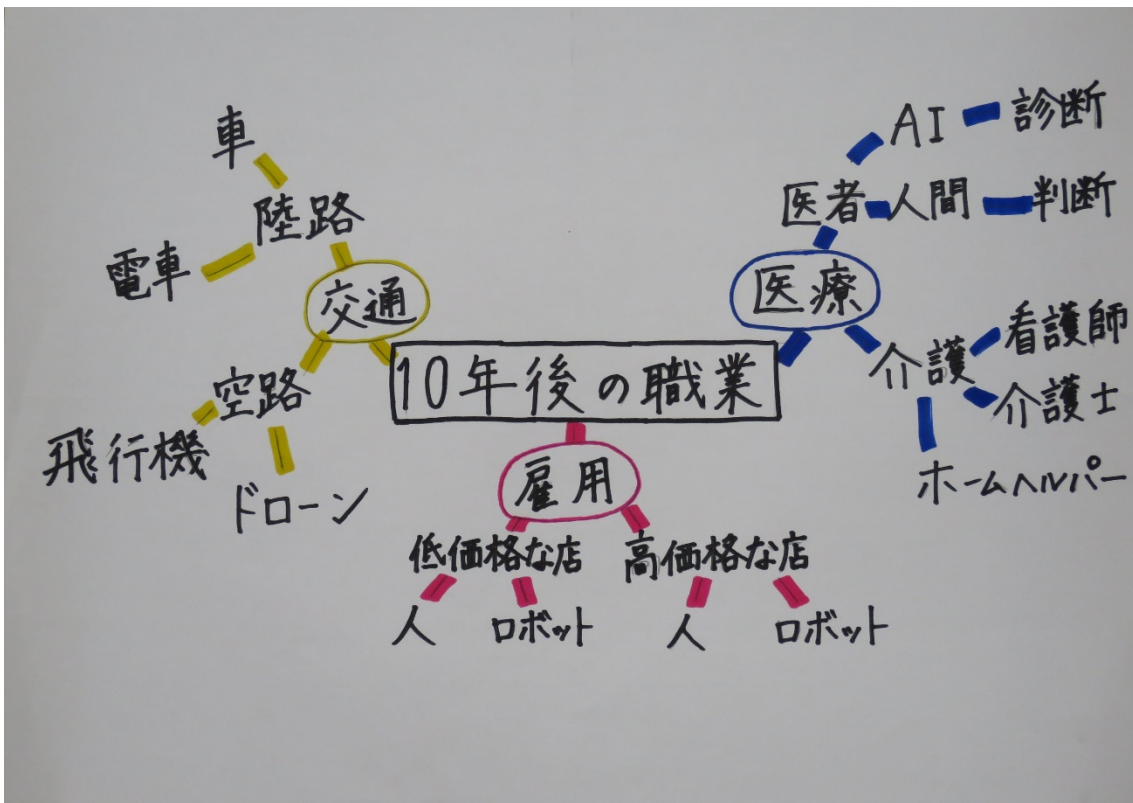 車
陸路
電車
交通
空路
飛行機
ドローン
10年後の職業
AI
診断
医者
人間
判断
医療
介護
看護師
介護士
ホームヘルパー
雇用
低価格な店
人
ロボット
高価格な店
人
ロボット